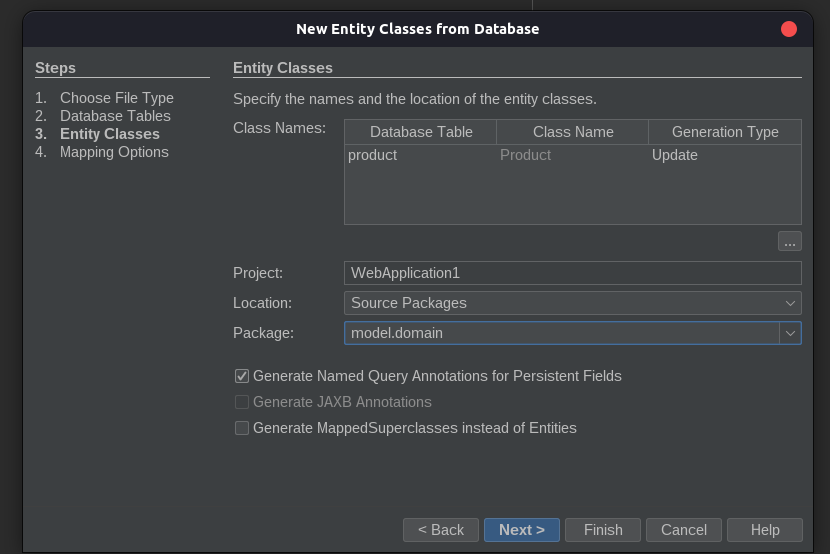 New Entity Classes from Database
Steps
1. Choose File Type
2. Database Tables
3. Entity Classes
4. Mapping Options
Entity Classes
Specify the names and the location of the entity classes.
Class Names:
Database Table Class Name Generation Type
product Product Update
...
Project: WebApplication1
Location: Source Packages
Package: model.domain
Generate Named Query Annotations for Persistent Fields
Generate JAXB Annotations
Generate MappedSuperclasses instead of Entities
< Back Next > Finish Cancel Help